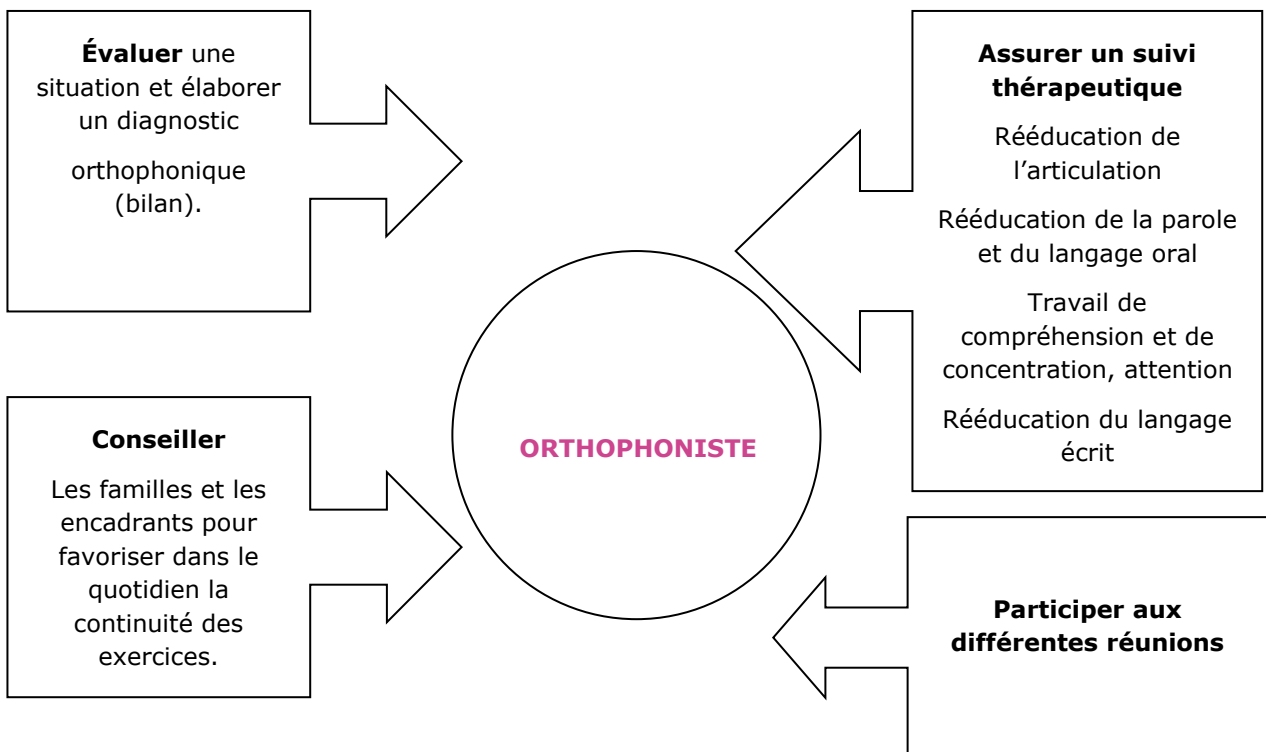 Évaluer une
situation et élaborer
un diagnostic
orthophonique
(bilan).
Assurer un suivi
thérapeutique
Rééducation de
l’articulation
Rééducation de la parole
et du langage oral
Travail de
compréhension et de
concentration, attention
Rééducation du langage
écrit
ORTHOPHONISTE
Conseiller
Les familles et les
encadrants pour
favoriser dans le
quotidien la
continuité des
exercices.
Participer aux
différentes réunions